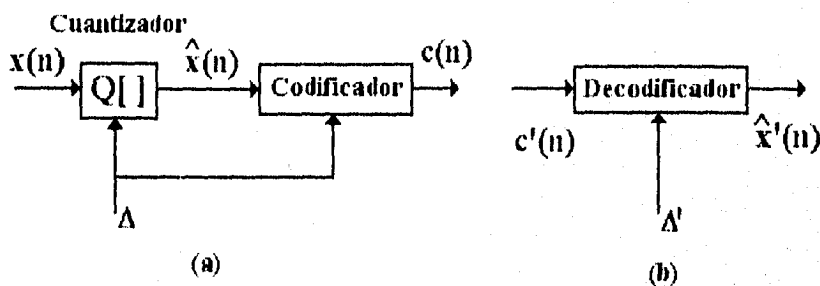 Cuantizador
x(n)
Q[ ]
x̂(n)
Codificador
c(n)
Δ
(a)
c'(n)
Decodificador
x̂'(n)
Δ'
(b)